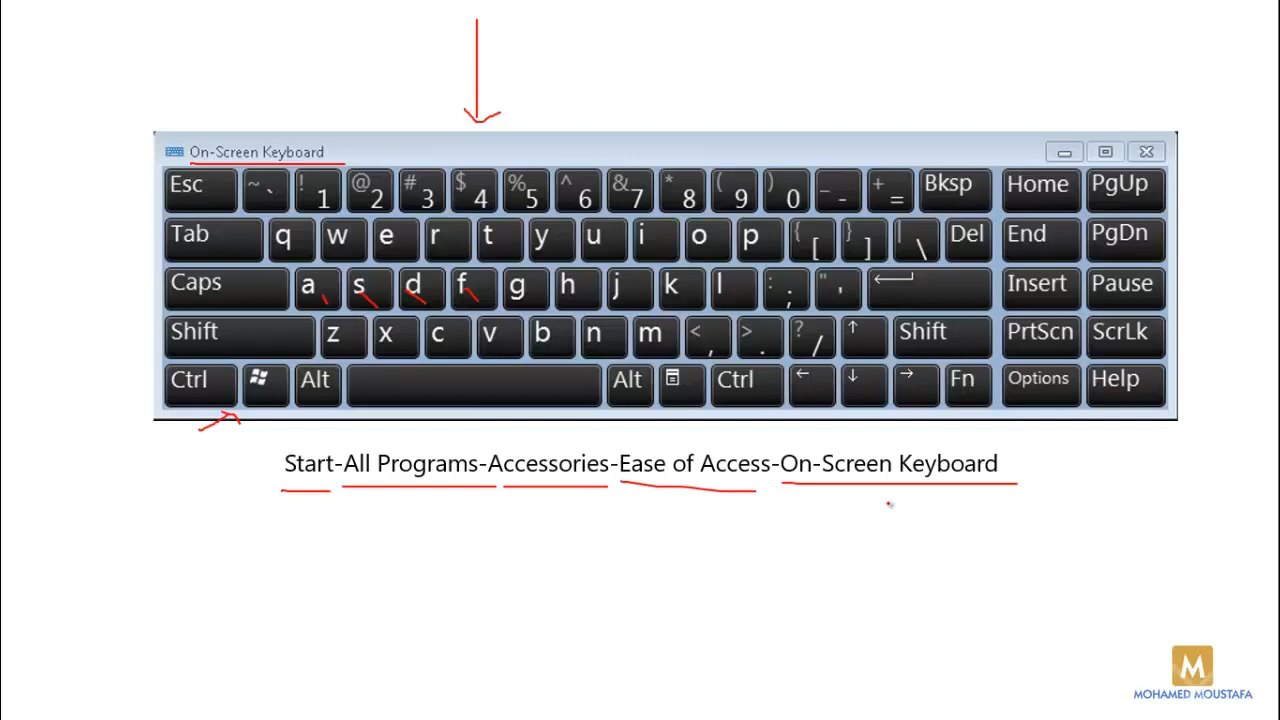 On-Screen Keyboard
Esc ~ ` ! 1 @ 2 # 3 $ 4 % 5 ^ 6 & 7 * 8 ( 9 ) 0 _ - + = Bksp Home PgUp
Tab q w e r t y u i o p { [ } ] | \ Del End PgDn
Caps a s d f g h j k l : ; " ' Insert Pause
Shift z x c v b n m < , > . ? / ↑ Shift PrtScn ScrLk
Ctrl Alt Alt Ctrl ← ↓ → Fn Options Help
Start-All Programs-Accessories-Ease of Access-On-Screen Keyboard
M
MOHAMED MOUSTAFA